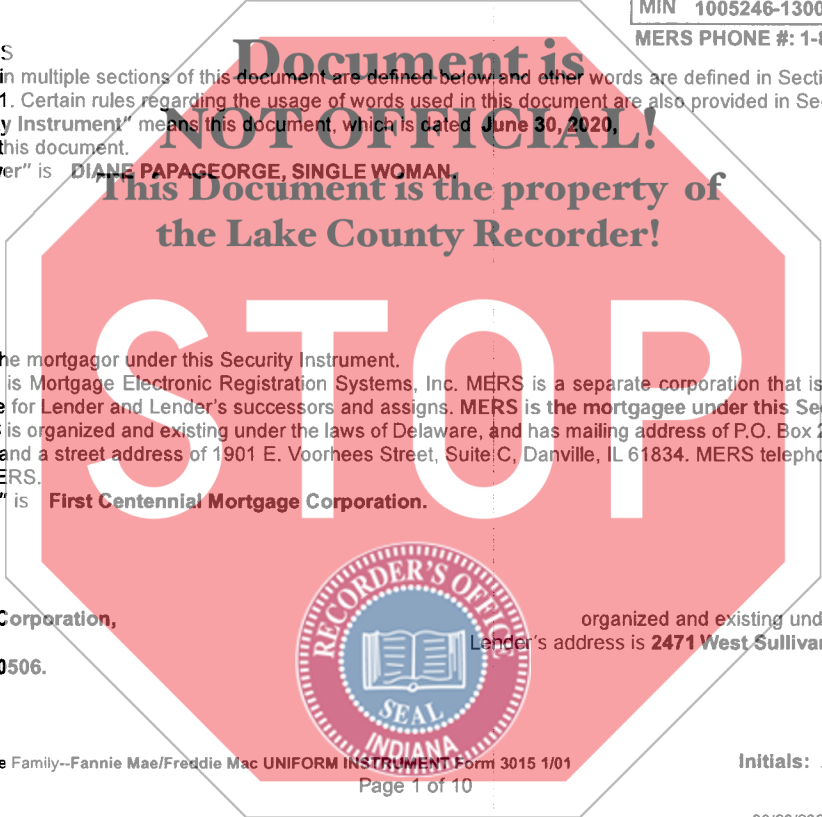 MIN 1005246-1300
MERS PHONE #: 1-8
S
in multiple sections of this document are defined below and other words are defined in Secti
1. Certain rules regarding the usage of words used in this document are also provided in Se
y Instrument" means this document, which is dated June 30, 2020,
this document.
er" is DIANE PAPAGEORGE, SINGLE WOMAN.
Document is
NOT OFFICIAL!
This Document is the property of
the Lake County Recorder!
STOP
he mortgagor under this Security Instrument.
is Mortgage Electronic Registration Systems, Inc. MERS is a separate corporation that is
e for Lender and Lender's successors and assigns. MERS is the mortgagee under this Se
is organized and existing under the laws of Delaware, and has mailing address of P.O. Box 2
and a street address of 1901 E. Voorhees Street, Suite C, Danville, IL 61834. MERS telepho
ERS.
" is First Centennial Mortgage Corporation.
Corporation, organized and existing und
Lender's address is 2471 West Sullivan
0506.
RECORDER'S OFFICE
SEAL
INDIANA
e Family--Fannie Mae/Freddie Mac UNIFORM INSTRUMENT Form 3015 1/01 Initials:
Page 1 of 10